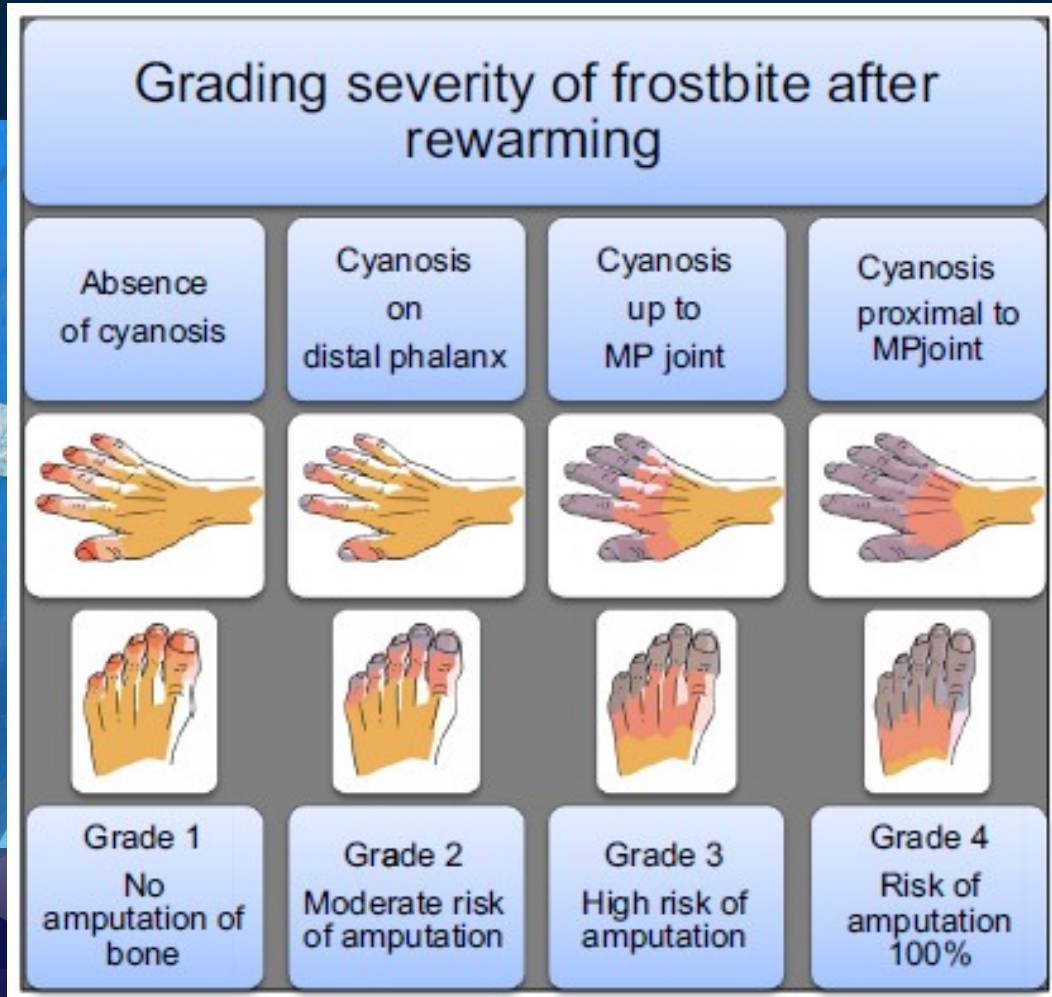 Grading severity of frostbite after
rewarming
Absence
of cyanosis
Cyanosis
on
distal phalanx
Cyanosis
up to
MP joint
Cyanosis
proximal to
MPjoint
Grade 1
No
amputation of
bone
Grade 2
Moderate risk
of amputation
Grade 3
High risk of
amputation
Grade 4
Risk of
amputation
100%